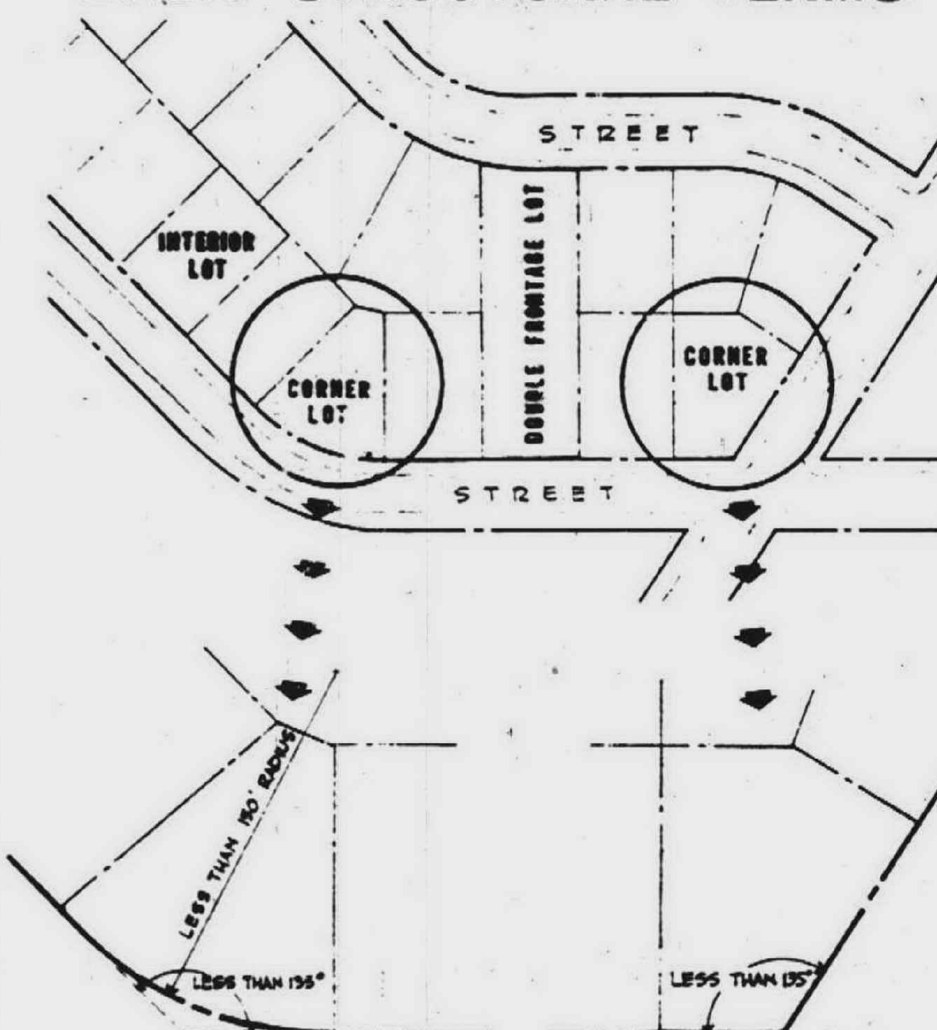 STREET
INTERIOR
LOT
DOUBLE FRONTAGE LOT
CORNER
LOT
CORNER
LOT
STREET
LESS THAN 150' RADIUS
LESS THAN 135°
LESS THAN 135°